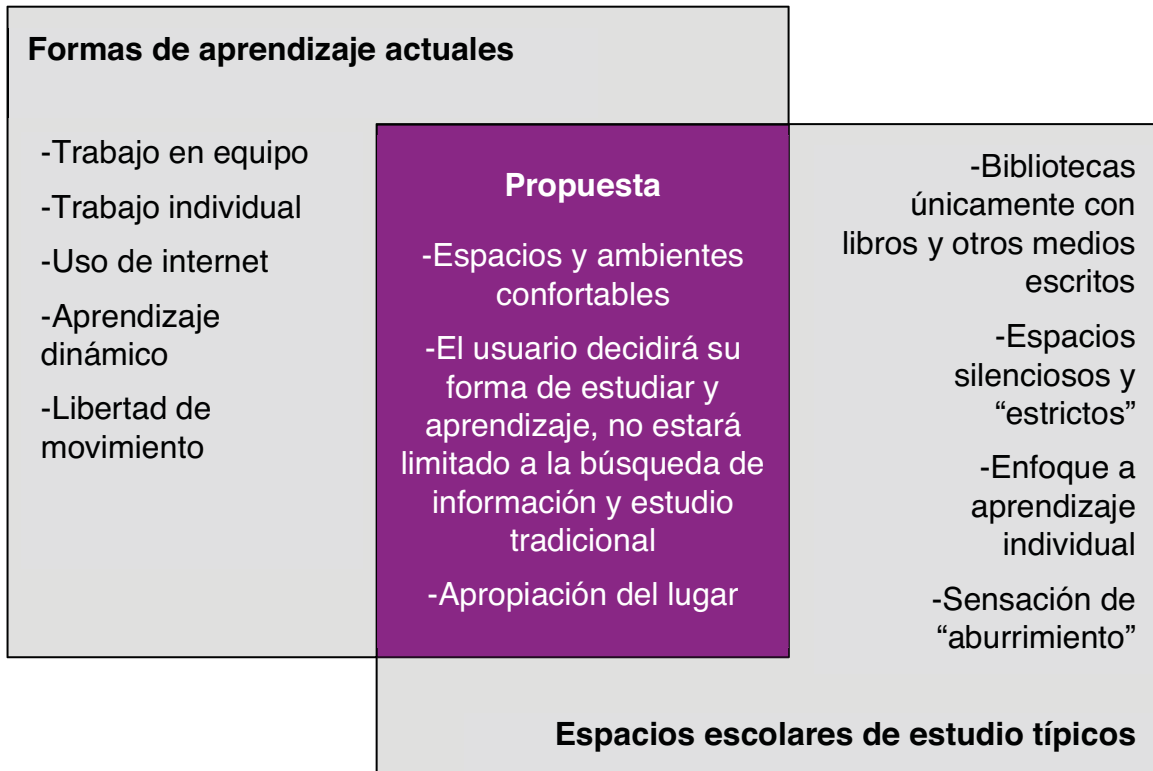 Formas de aprendizaje actuales
-Trabajo en equipo
-Trabajo individual
-Uso de internet
-Aprendizaje
dinámico
-Libertad de
movimiento
Propuesta
-Espacios y ambientes
confortables
-El usuario decidirá su
forma de estudiar y
aprendizaje, no estará
limitado a la búsqueda de
información y estudio
tradicional
-Apropiación del lugar
-Bibliotecas
únicamente con
libros y otros medios
escritos
-Espacios
silenciosos y
“estrictos”
-Enfoque a
aprendizaje
individual
-Sensación de
“aburrimiento”
Espacios escolares de estudio típicos